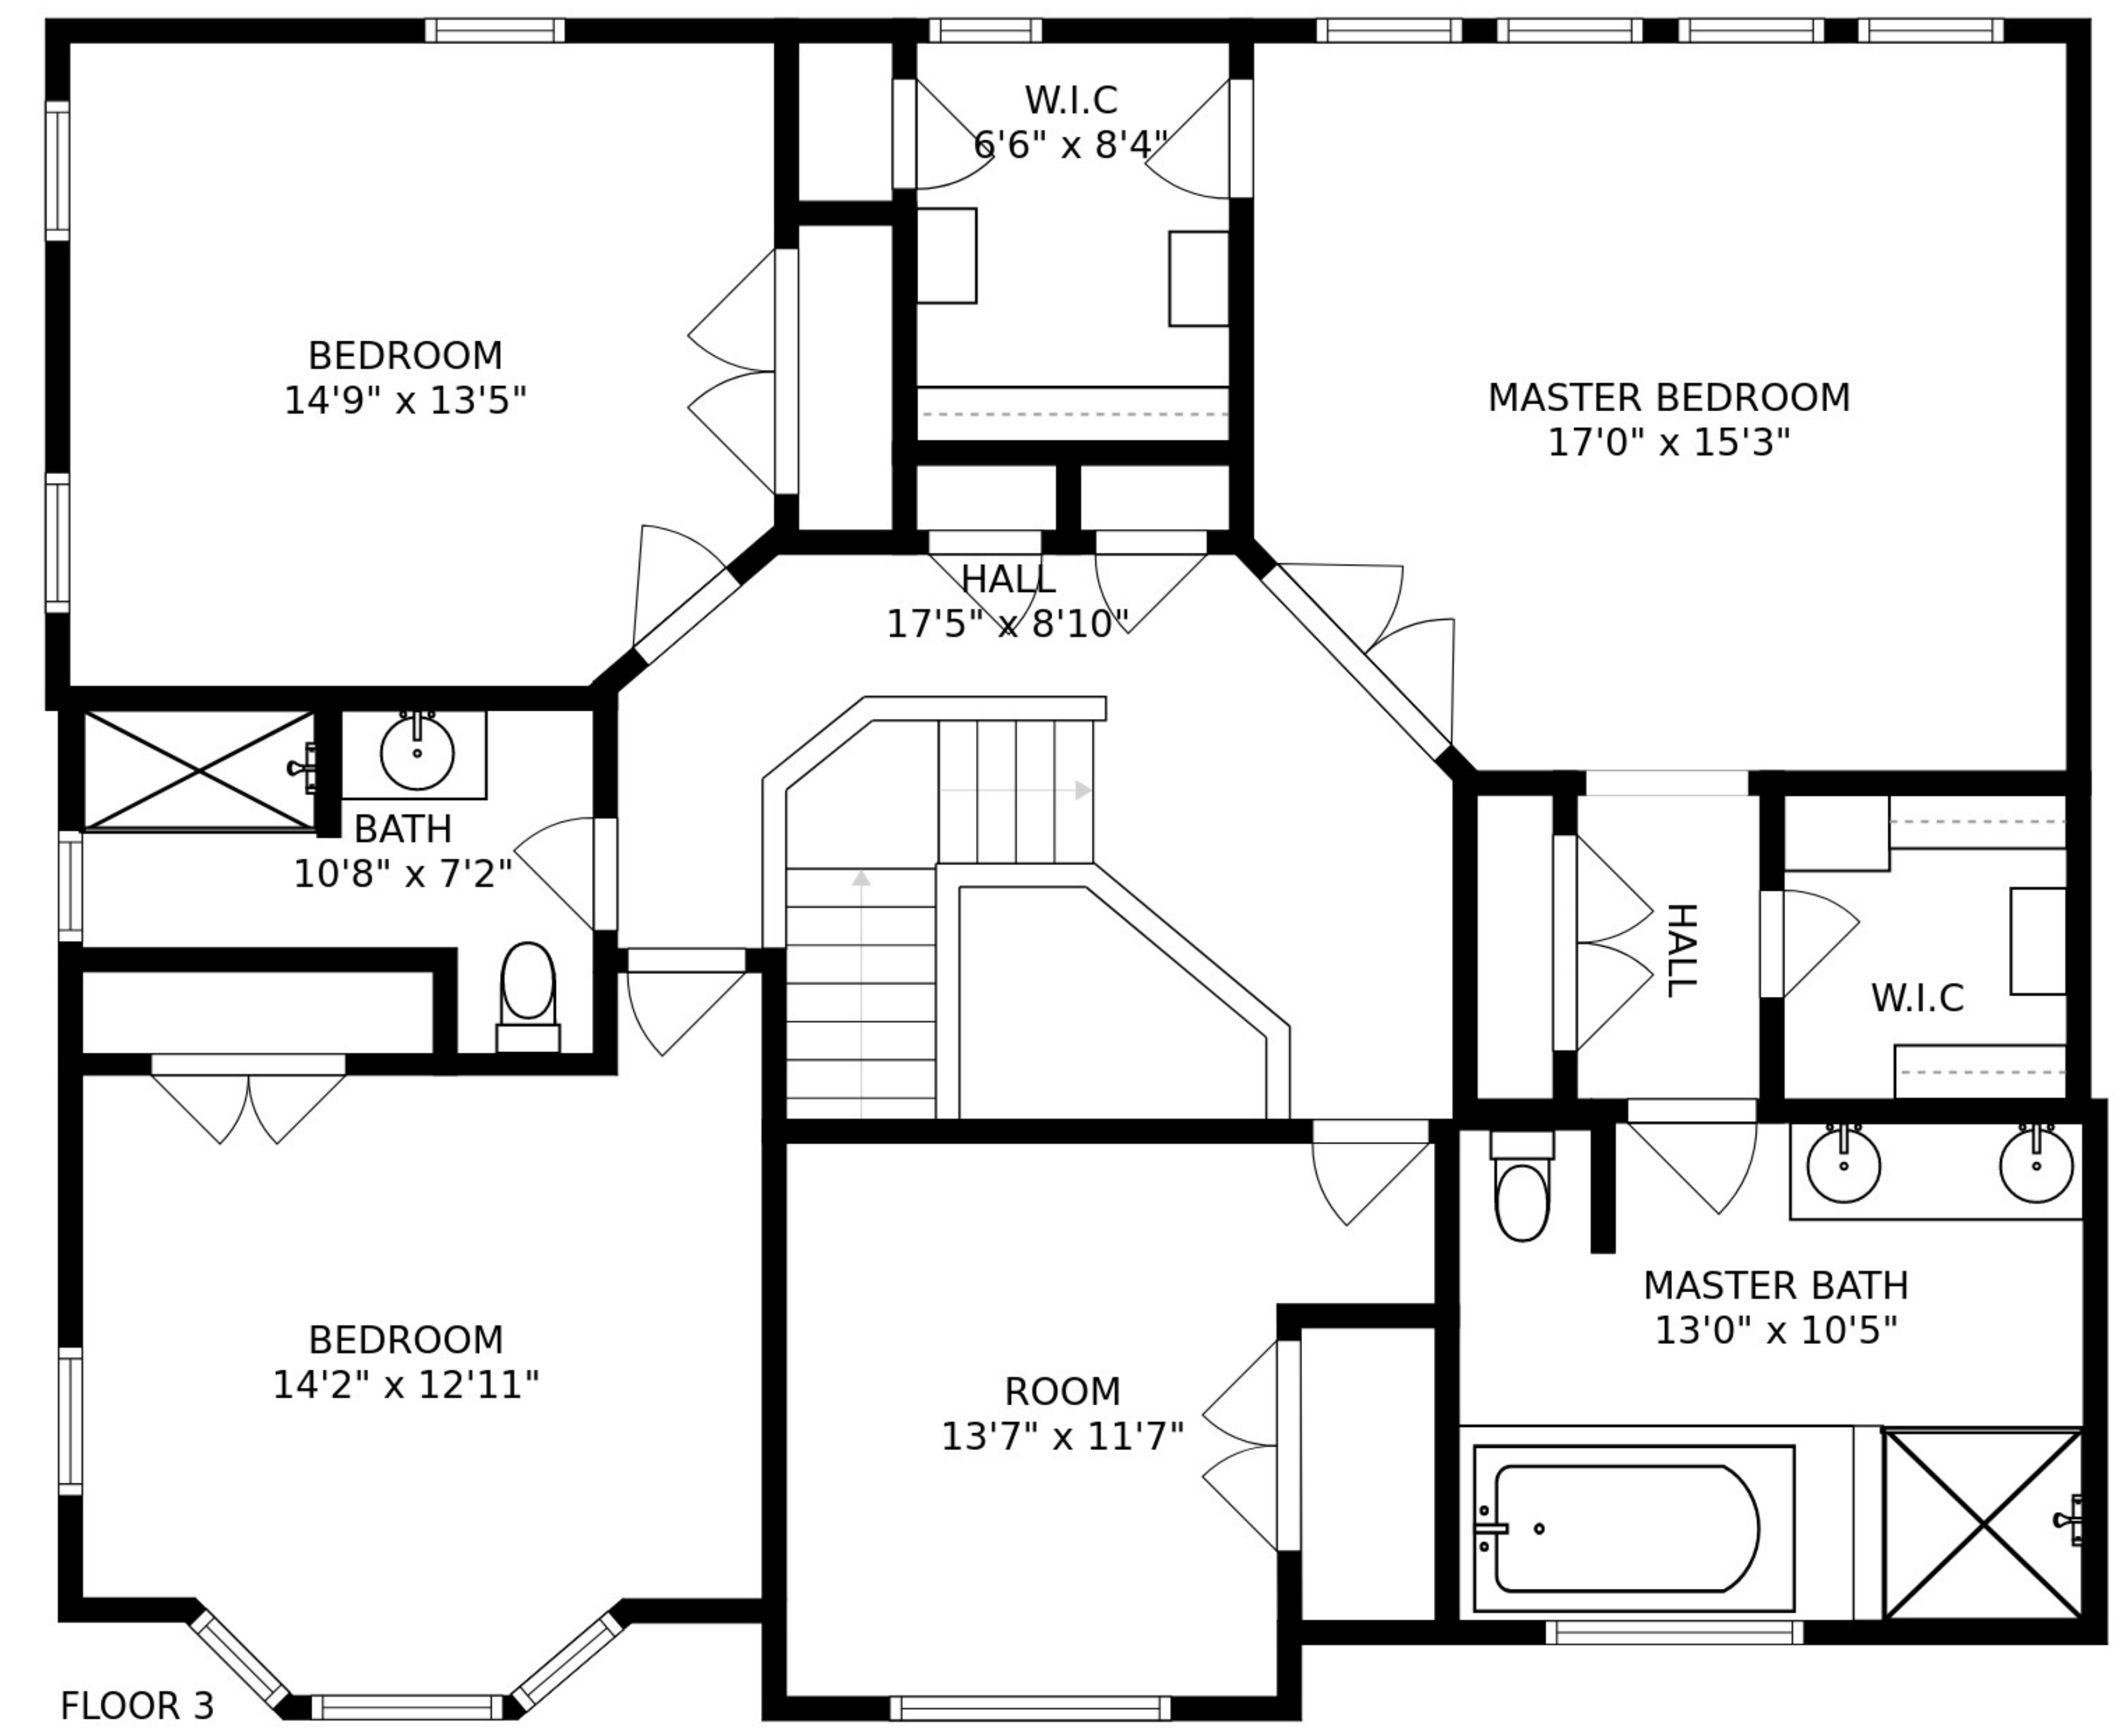 W.I.C
6'6" x 8'4"
BEDROOM
14'9" x 13'5"
MASTER BEDROOM
17'0" x 15'3"
HALL
17'5" x 8'10"
BATH
10'8" x 7'2"
HALL
W.I.C
MASTER BATH
13'0" x 10'5"
BEDROOM
14'2" x 12'11"
ROOM
13'7" x 11'7"
FLOOR 3